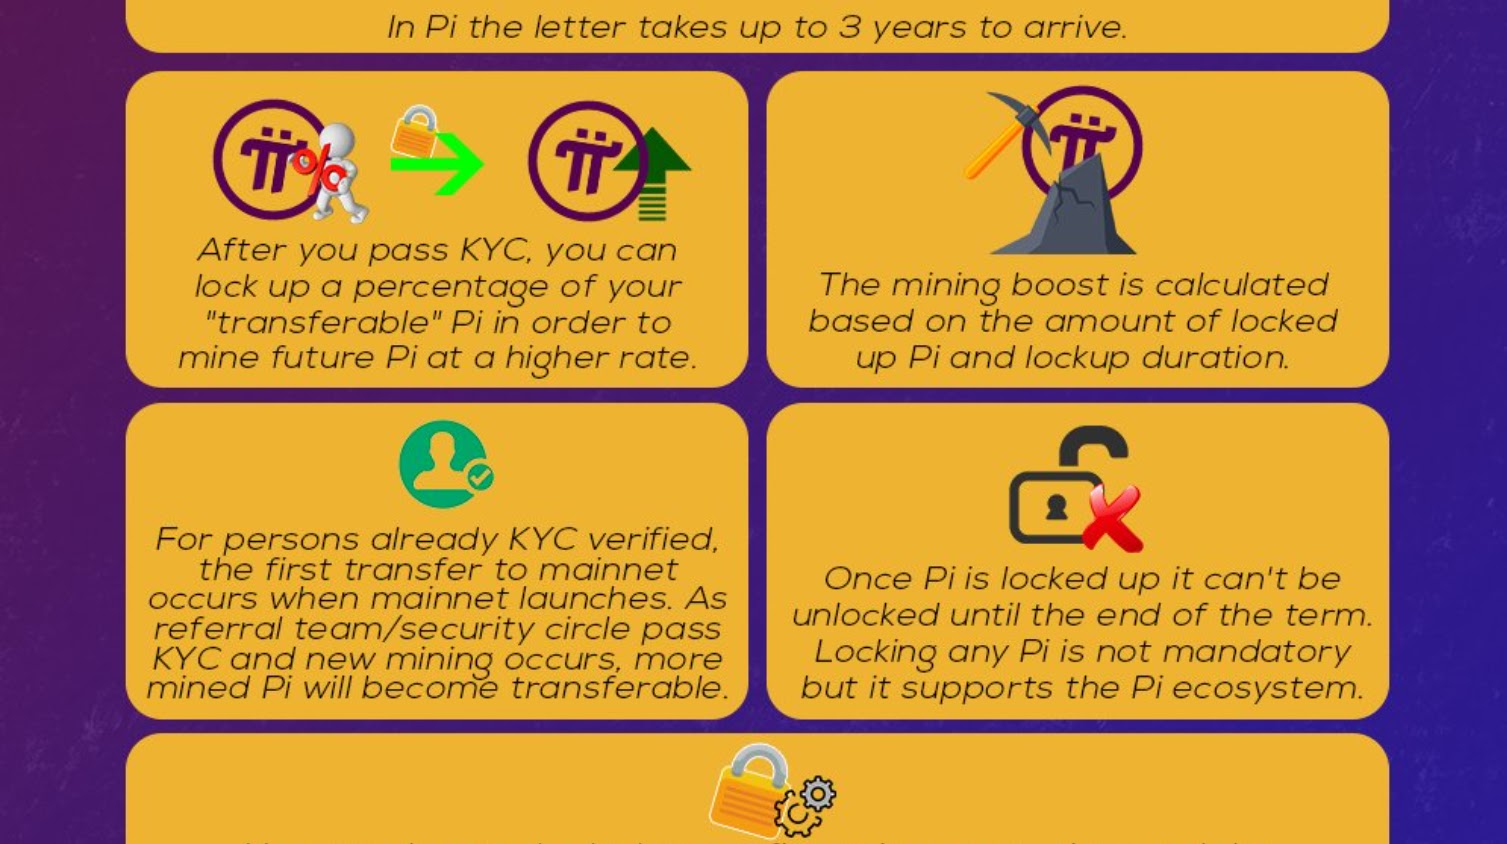 In Pi the letter takes up to 3 years to arrive.
After you pass KYC, you can
lock up a percentage of your
"transferable" Pi in order to
mine future Pi at a higher rate.
The mining boost is calculated
based on the amount of locked
up Pi and lockup duration.
For persons already KYC verified,
the first transfer to mainnet
occurs when mainnet launches. As
referral team/security circle pass
KYC and new mining occurs, more
mined Pi will become transferable.
Once Pi is locked up it can't be
unlocked until the end of the term.
Locking any Pi is not mandatory
but it supports the Pi ecosystem.